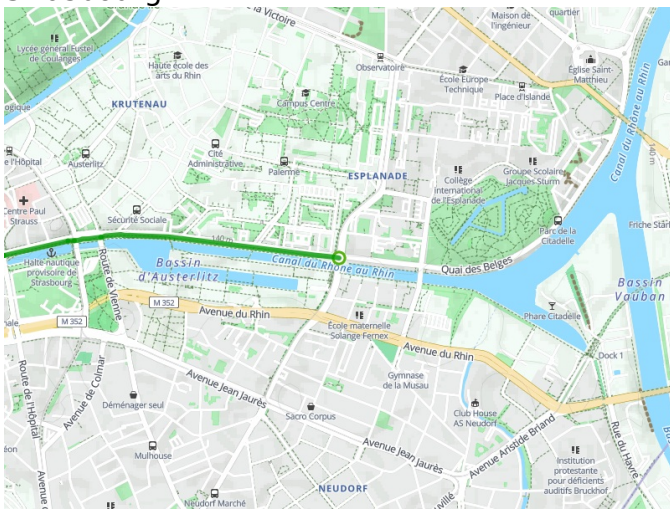 Lycée général Fustel
de Coulanges
Haute école des
arts du Rhin
la Victoire
Observatoire
Maison de
l'ingénieur
quartier
Église Saint-
Matthieu
École Europe
Technique
Place d'Islande
KRUTENAU
Campus Centre
Canal du Rhône au Rhin
140 m
e l'Hôpital
Austerlitz
Cité
Administrative
Palerme
ESPLANADE
Collège
international
de l'Esplanade
Groupe Scolaire
Jacques Sturm
Centre Paul
Strauss
Sécurité Sociale
140 m
Parc de la
Citadelle
Friche Starl
Halte nautique
provisoire de
Strasbourg
Route de Vienne
Bassin
d'Austerlitz
Canal du Rhône au Rhin
Quai des Belges
Bassin
Vauban
M 352
M 352
Avenue du Rhin
École maternelle
Solange Fernex
Phare Citadelle
Avenue du Rhin
Dock 1
Route de l'Hôpital
Avenue de Colmar
Avenue Jean Jaurès
Gymnase
de la Musau
Déménager seul
Sacro Corpus
Club House
AS Neudorf
Avenue Aristide Briand
Rue du Havre
Mulhouse
Avenue Jean Jaurès
Institution
protestante
pour déficients
auditifs Bruckhof
Neudorf Marché
NEUDORF